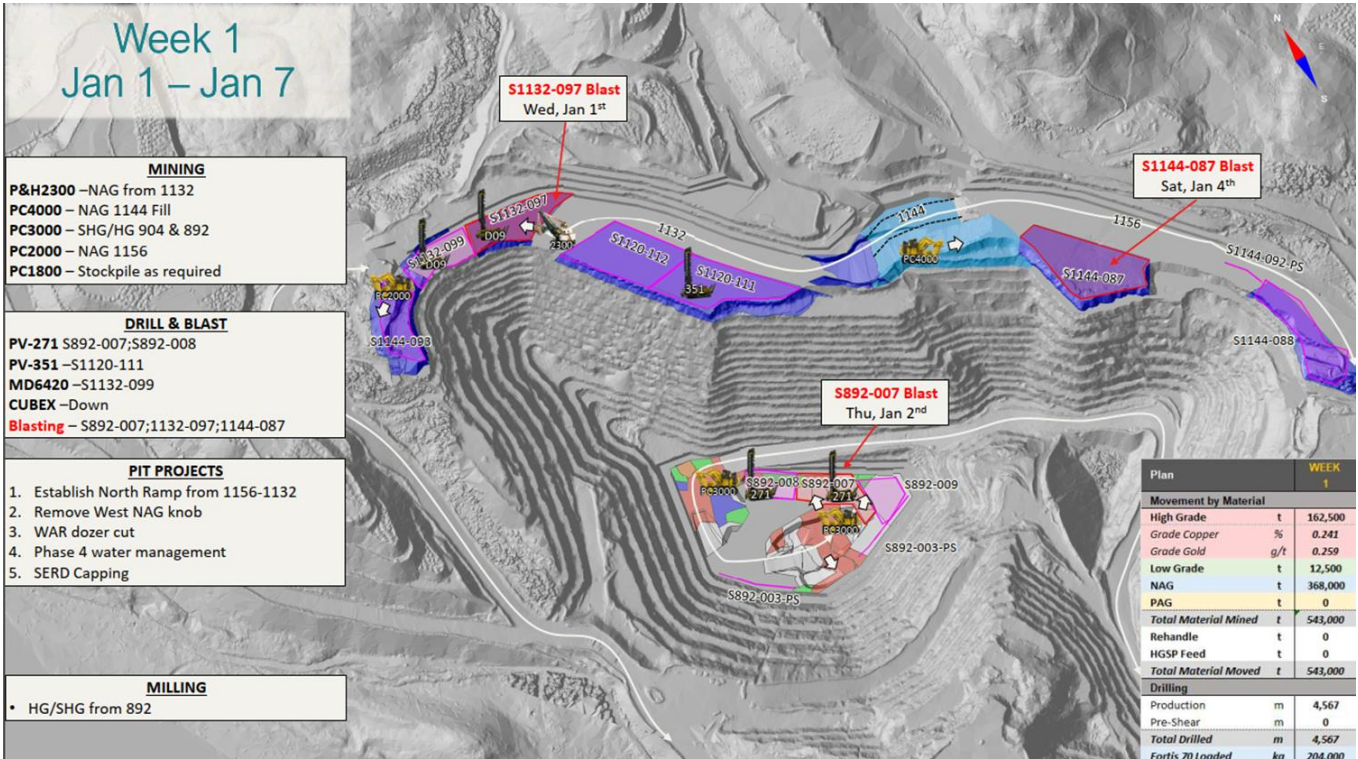 Week 1
Jan 1 – Jan 7
MINING
P&H2300 –NAG from 1132
PC4000 – NAG 1144 Fill
PC3000 – SHG/HG 904 & 892
PC2000 – NAG 1156
PC1800 – Stockpile as required
DRILL & BLAST
PV-271 S892-007;S892-008
PV-351 –S1120-111
MD6420 –S1132-099
CUBEX –Down
Blasting – S892-007;1132-097;1144-087
PIT PROJECTS
1. Establish North Ramp from 1156-1132
2. Remove West NAG knob
3. WAR dozer cut
4. Phase 4 water management
5. SERD Capping
MILLING
• HG/SHG from 892
S1132-097 Blast
Wed, Jan 1st
S1144-087 Blast
Sat, Jan 4th
S892-007 Blast
Thu, Jan 2nd
N
E
S
S1132-097
D09
2300
S1132-099
D09
PC2000
S1144-093
1132
S1120-112
S1120-111
351
1144
PC4000
1156
S1144-087
S1144-092-PS
S1144-088
PC3000
S892-008
271
S892-007
271
S892-009
PC3000
S892-003-PS
S892-003-PS
Plan WEEK 1
Movement by Material
High Grade t 162,500
Grade Copper % 0.241
Grade Gold g/t 0.259
Low Grade t 12,500
NAG t 368,000
PAG t 0
Total Material Mined t 543,000
Rehandle t 0
HGSP Feed t 0
Total Material Moved t 543,000
Drilling
Production m 4,567
Pre-Shear m 0
Total Drilled m 4,567
Fortis 70 Loaded kg 204,000